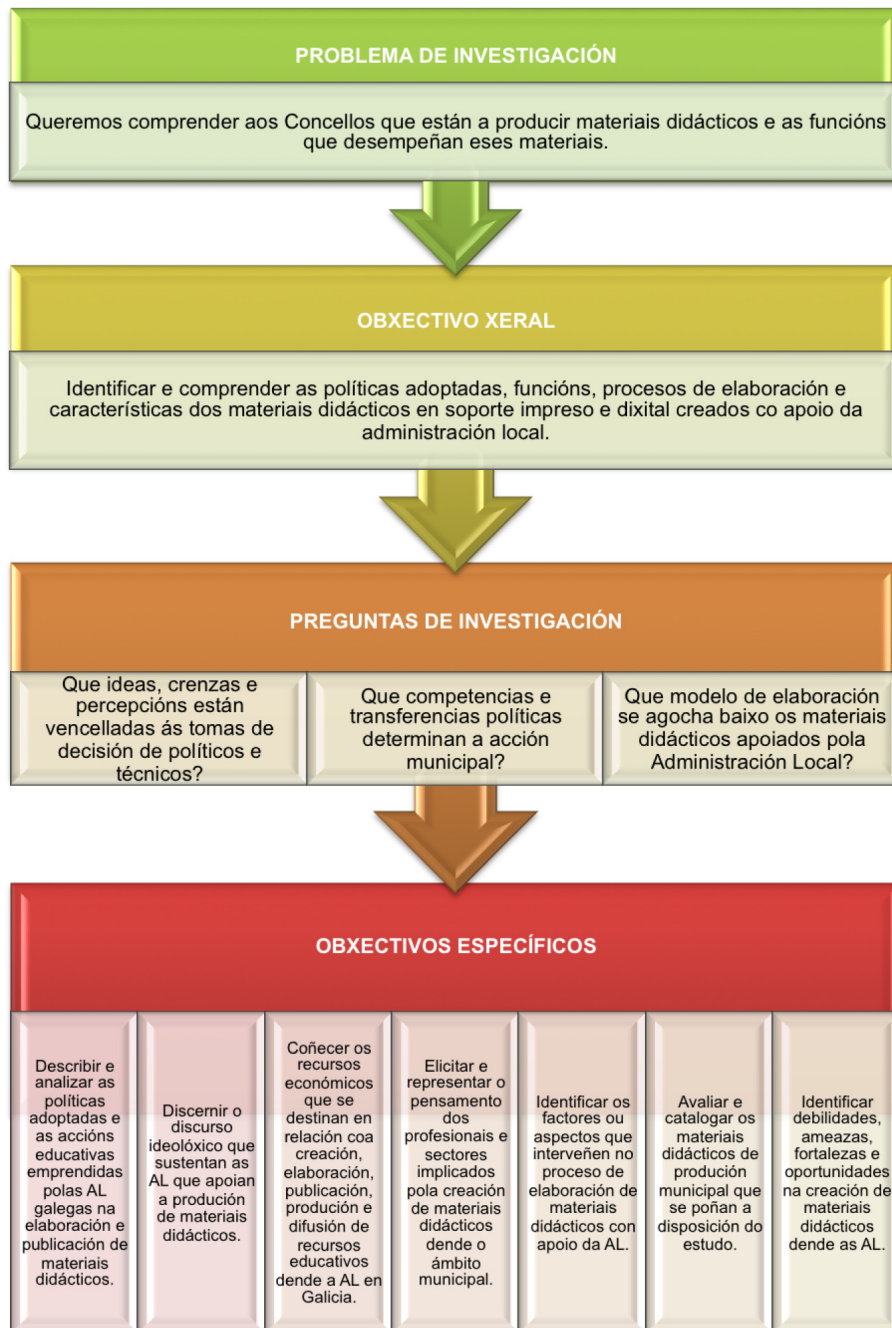 PROBLEMA DE INVESTIGACIÓN
Queremos comprender aos Concellos que están a producir materiais didácticos e as funcións
que desempeñan eses materiais.
OBXECTIVO XERAL
Identificar e comprender as políticas adoptadas, funcións, procesos de elaboración e
características dos materiais didácticos en soporte impreso e dixital creados co apoio da
administración local.
PREGUNTAS DE INVESTIGACIÓN
Que ideas, crenzas e
percepcións están
vencelladas ás tomas de
decisión de políticos e
técnicos?
Que competencias e
transferencias políticas
determinan a acción
municipal?
Que modelo de elaboración
se agocha baixo os materiais
didácticos apoiados pola
Administración Local?
OBXECTIVOS ESPECÍFICOS
Describir e
analizar as
políticas
adoptadas e
as accións
educativas
emprendidas
polas AL
galegas na
elaboración e
publicación de
materiais
didácticos.
Discernir o
discurso
ideolóxico que
sustentan as
AL que apoian
a produción
de materiais
didácticos.
Coñecer os
recursos
económicos
que se
destinan en
relación coa
creación,
elaboración,
publicación,
produción e
difusión de
recursos
educativos
dende a AL en
Galicia.
Elicitar e
representar o
pensamento
dos
profesionais e
sectores
implicados
pola creación
de materiais
didácticos
dende o
ámbito
municipal.
Identificar os
factores ou
aspectos que
interveñen no
proceso de
elaboración de
materiais
didácticos con
apoio da AL.
Avaliar e
catalogar os
materiais
didácticos de
produción
municipal que
se poñan a
disposición do
estudo.
Identificar
debilidades,
ameazas,
fortalezas e
oportunidades
na creación de
materiais
didácticos
dende as AL.